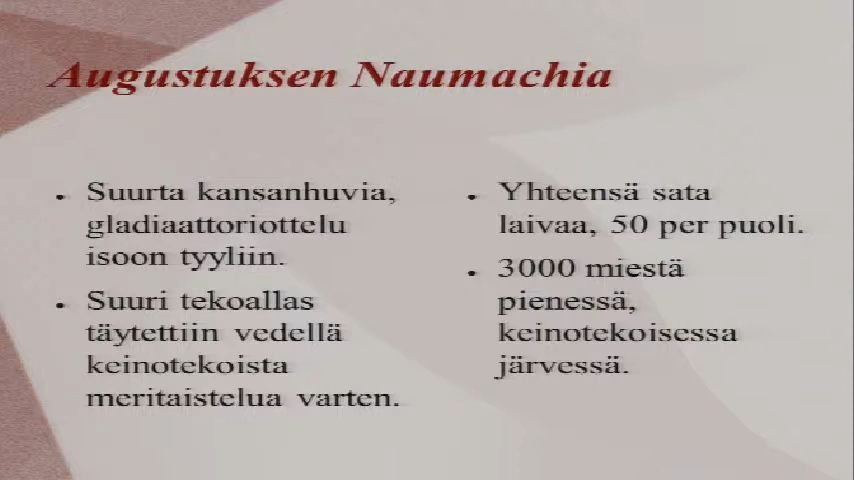 Augustuksen Naumachia
Suurta kansanhuvia,
gladiaattoriottelu
isoon tyyliin.
Suuri tekoallas
täytettiin vedellä
keinotekoista
meritaistelua varten.
Yhteensä sata
laivaa, 50 per puoli.
3000 miestä
pienessä,
keinotekoisessa
järvessä.